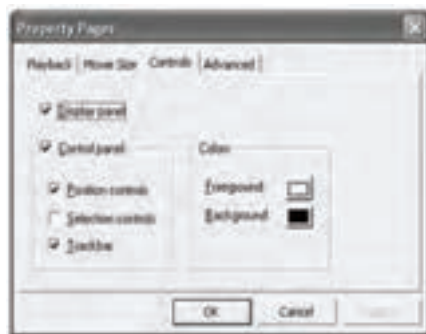 Property Pages
Playback Movie Size Controls Advanced
Display panel
Control panel
Colors
Position controls
Foreground
Selection controls
Background
Trackbar
OK Cancel